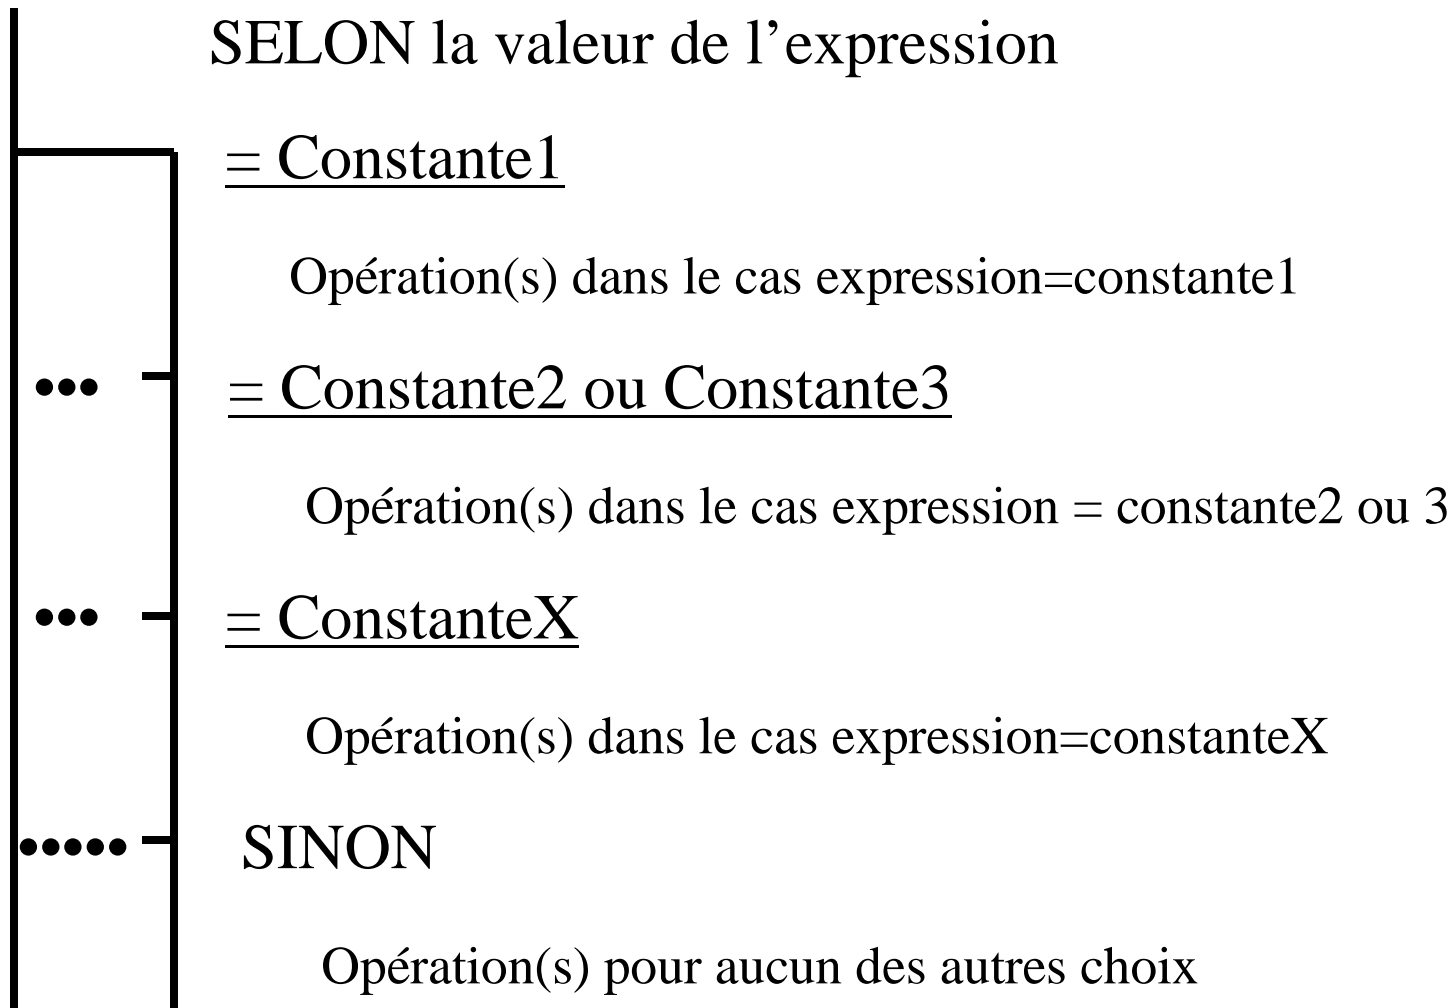 SELON la valeur de l’expression
= Constante1
Opération(s) dans le cas expression=constante1
= Constante2 ou Constante3
Opération(s) dans le cas expression = constante2 ou 3
= ConstanteX
Opération(s) dans le cas expression=constanteX
SINON
Opération(s) pour aucun des autres choix